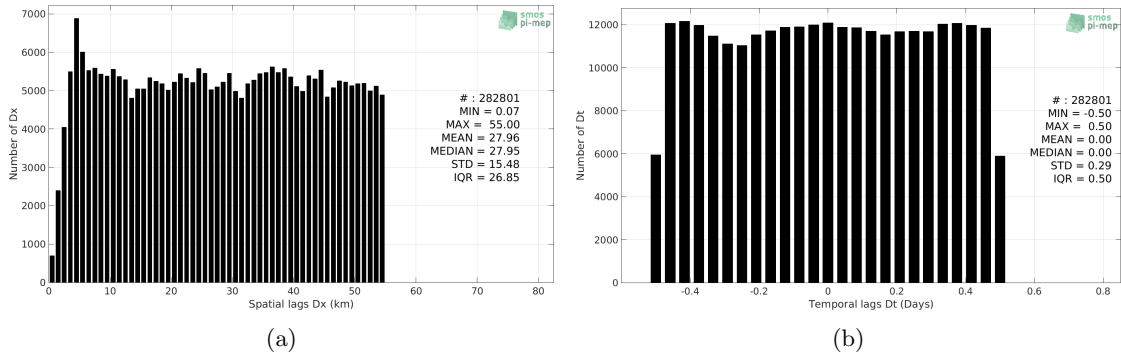 smos
pi-mep
7000
6000
5000
4000
3000
2000
1000
0
Number of Dx
# : 282801
MIN = 0.07
MAX = 55.00
MEAN = 27.96
MEDIAN = 27.95
STD = 15.48
IQR = 26.85
0 10 20 30 40 50 60 70 80
Spatial lags Dx (km)
(a)
smos
pi-mep
12000
10000
8000
6000
4000
2000
0
Number of Dt
# : 282801
MIN = -0.50
MAX = 0.50
MEAN = 0.00
MEDIAN = 0.00
STD = 0.29
IQR = 0.50
-0.4 -0.2 0 0.2 0.4 0.6 0.8
Temporal lags Dt (Days)
(b)